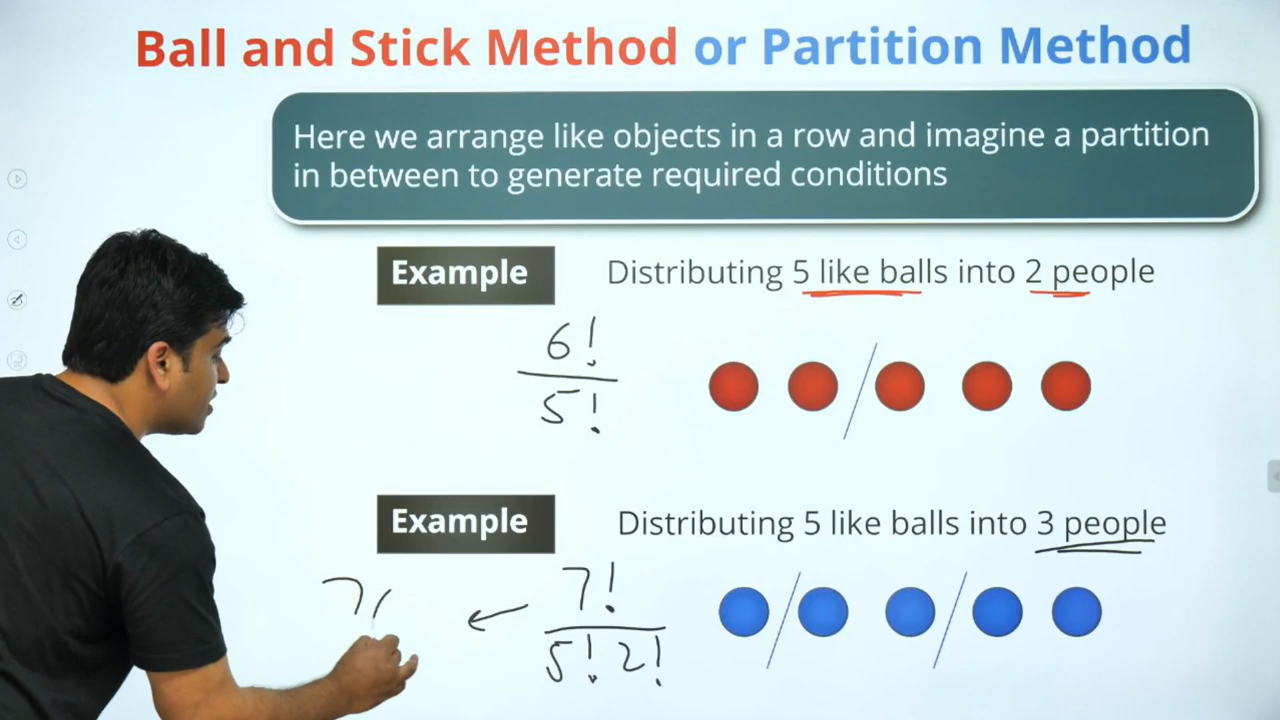 Ball and Stick Method or Partition Method
Here we arrange like objects in a row and imagine a partition
in between to generate required conditions
Example
Distributing 5 like balls into 2 people
6!
5!
Example
Distributing 5 like balls into 3 people
7
7!
5! 2!